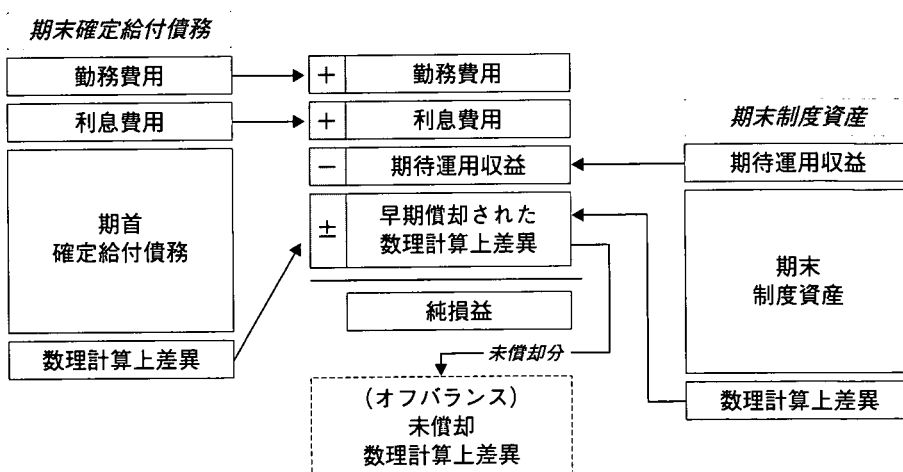 期末確定給付債務
勤務費用
利息費用
期首
確定給付債務
数理計算上差異
+ 勤務費用
+ 利息費用
− 期待運用収益
± 早期償却された
数理計算上差異
純損益
未償却分
(オフバランス)
未償却
数理計算上差異
期末制度資産
期待運用収益
期末
制度資産
数理計算上差異